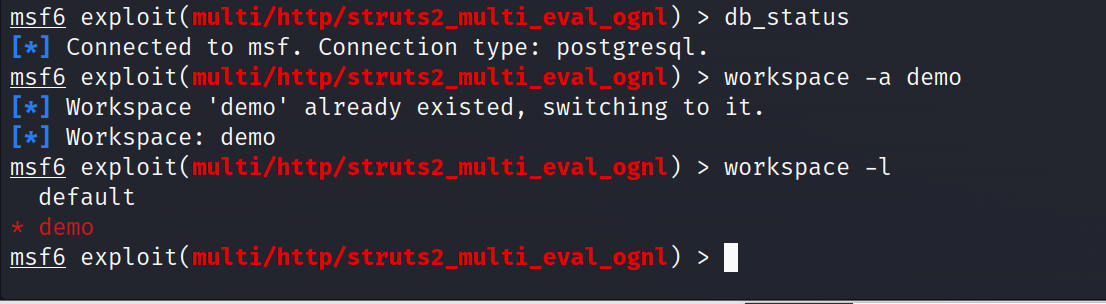 msf6 exploit(multi/http/struts2_multi_eval_ognl) > db_status
[*] Connected to msf. Connection type: postgresql.
msf6 exploit(multi/http/struts2_multi_eval_ognl) > workspace -a demo
[*] Workspace 'demo' already existed, switching to it.
[*] Workspace: demo
msf6 exploit(multi/http/struts2_multi_eval_ognl) > workspace -l
  default
* demo
msf6 exploit(multi/http/struts2_multi_eval_ognl) >